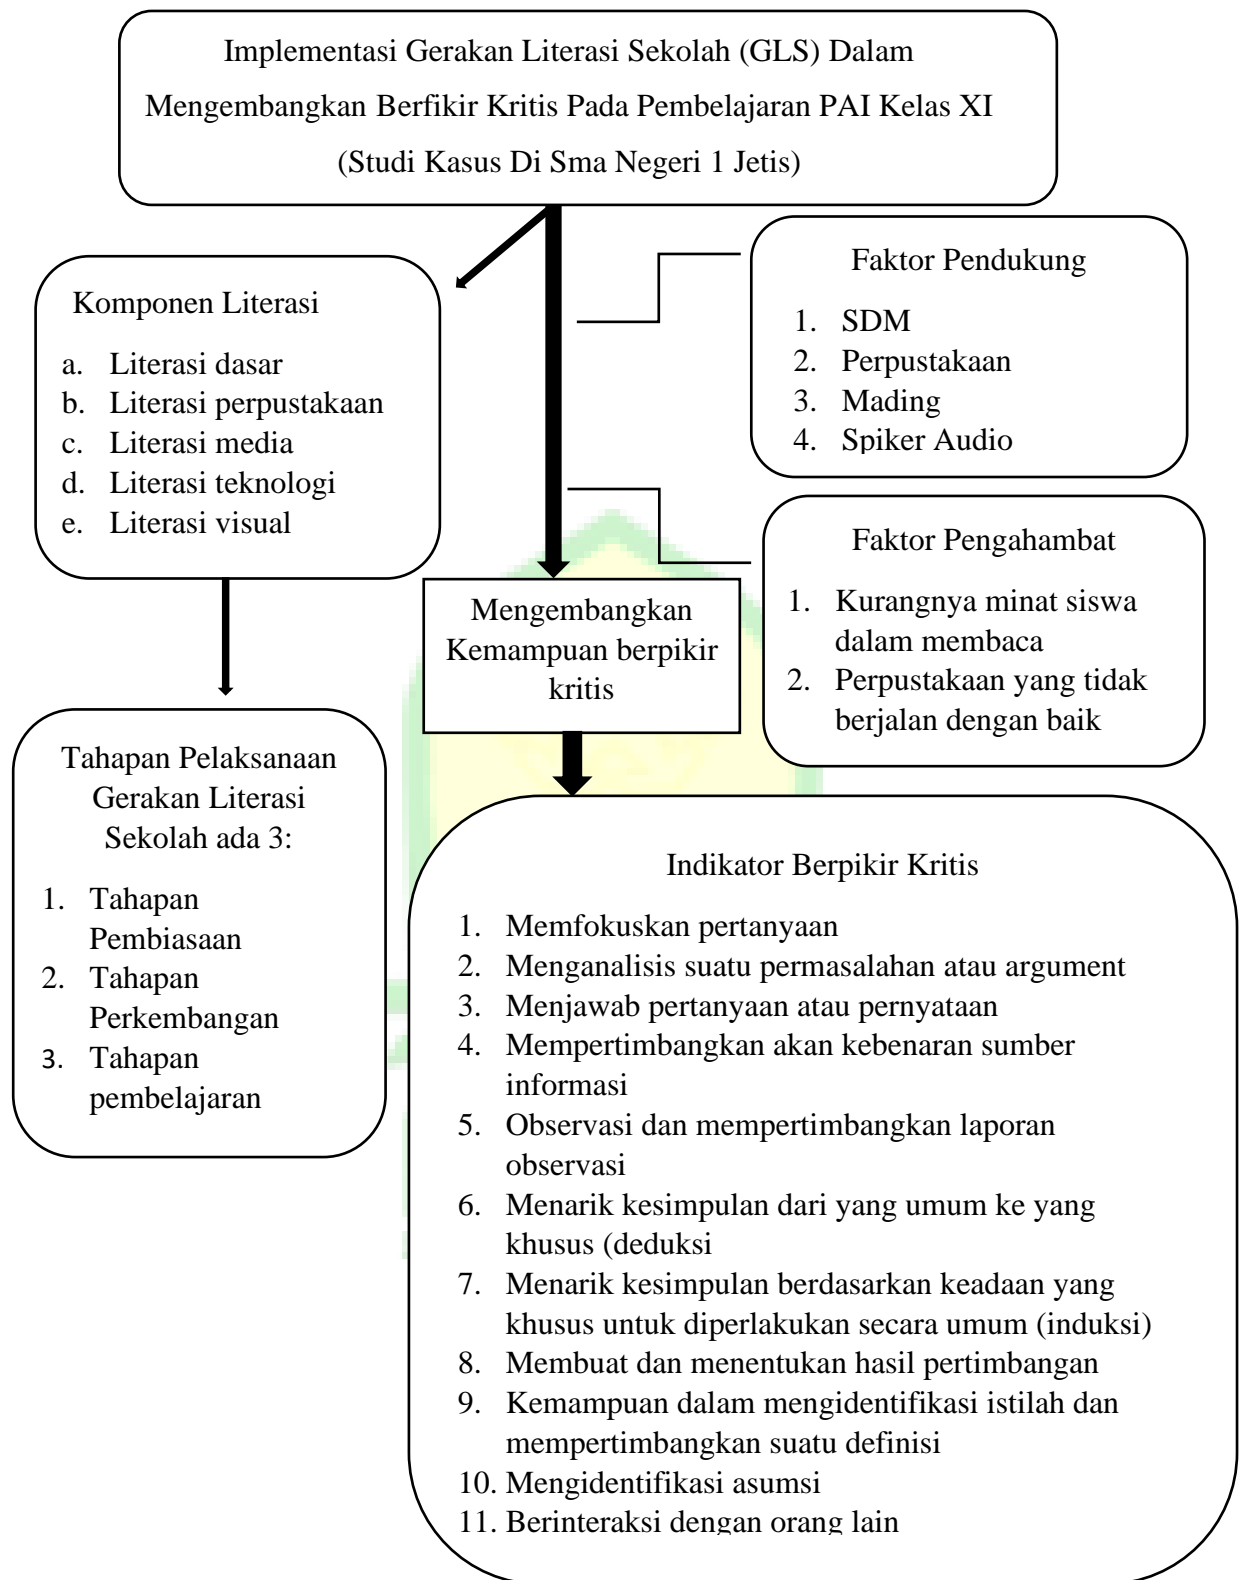 Implementasi Gerakan Literasi Sekolah (GLS) Dalam
Mengembangkan Berfikir Kritis Pada Pembelajaran PAI Kelas XI
(Studi Kasus Di Sma Negeri 1 Jetis)
Komponen Literasi
a. Literasi dasar
b. Literasi perpustakaan
c. Literasi media
d. Literasi teknologi
e. Literasi visual
Faktor Pendukung
1. SDM
2. Perpustakaan
3. Mading
4. Spiker Audio
Faktor Pengahambat
1. Kurangnya minat siswa
dalam membaca
2. Perpustakaan yang tidak
berjalan dengan baik
Mengembangkan
Kemampuan berpikir
kritis
Tahapan Pelaksanaan
Gerakan Literasi
Sekolah ada 3:
1. Tahapan
Pembiasaan
2. Tahapan
Perkembangan
3. Tahapan
pembelajaran
Indikator Berpikir Kritis
1. Memfokuskan pertanyaan
2. Menganalisis suatu permasalahan atau argument
3. Menjawab pertanyaan atau pernyataan
4. Mempertimbangkan akan kebenaran sumber
informasi
5. Observasi dan mempertimbangkan laporan
observasi
6. Menarik kesimpulan dari yang umum ke yang
khusus (deduksi
7. Menarik kesimpulan berdasarkan keadaan yang
khusus untuk diperlakukan secara umum (induksi)
8. Membuat dan menentukan hasil pertimbangan
9. Kemampuan dalam mengidentifikasi istilah dan
mempertimbangkan suatu definisi
10. Mengidentifikasi asumsi
11. Berinteraksi dengan orang lain